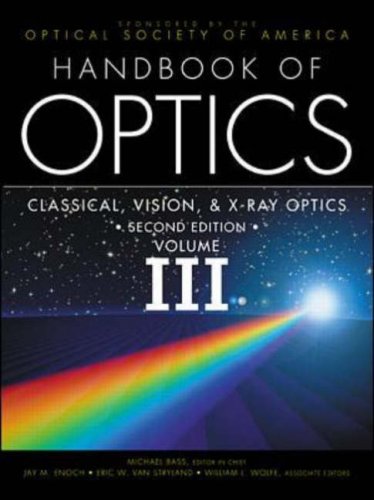 SPONSORED BY THE
OPTICAL SOCIETY OF AMERICA
HANDBOOK OF
OPTICS
CLASSICAL, VISION, & X-RAY OPTICS
• SECOND EDITION •
VOLUME
III
MICHAEL BASS, EDITOR IN CHIEF
JAY M. ENOCH • ERIC W. VAN STRYLAND • WILLIAM L. WOLFE, ASSOCIATE EDITORS